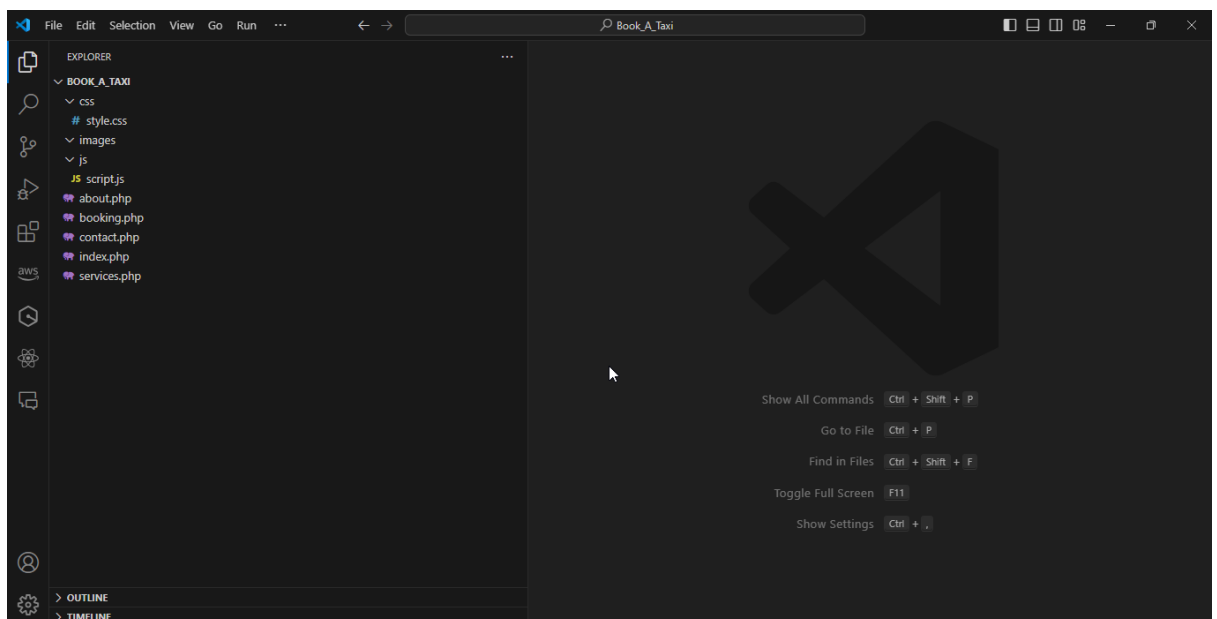 File Edit Selection View Go Run ··· Book_A_Taxi
EXPLORER ···
BOOK_A_TAXI
css
# style.css
images
js
JS script.js
about.php
booking.php
contact.php
index.php
services.php
aws
Show All Commands Ctrl + Shift + P
Go to File Ctrl + P
Find in Files Ctrl + Shift + F
Toggle Full Screen F11
Show Settings Ctrl + ,
OUTLINE
TIMELINE